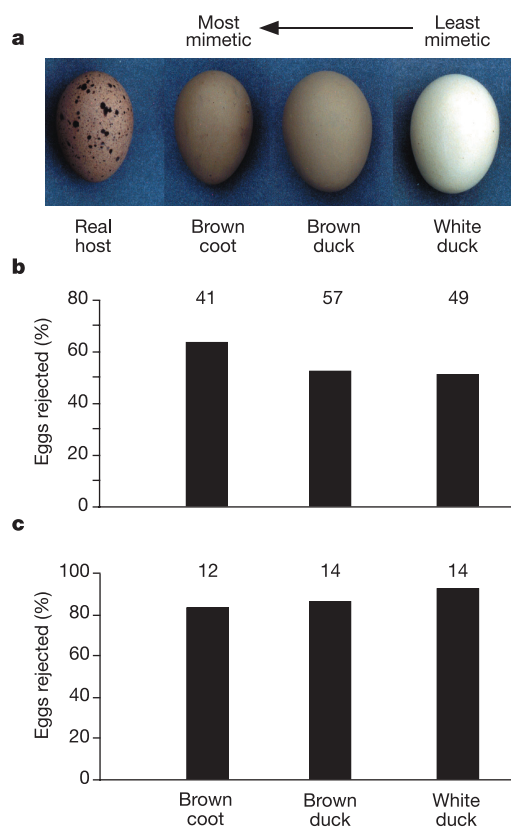 a
Most mimetic
Least mimetic
Real host
Brown coot
Brown duck
White duck
b
Eggs rejected (%)
80
60
40
20
0
41
57
49
c
Eggs rejected (%)
100
80
60
40
20
0
12
14
14
Brown coot
Brown duck
White duck